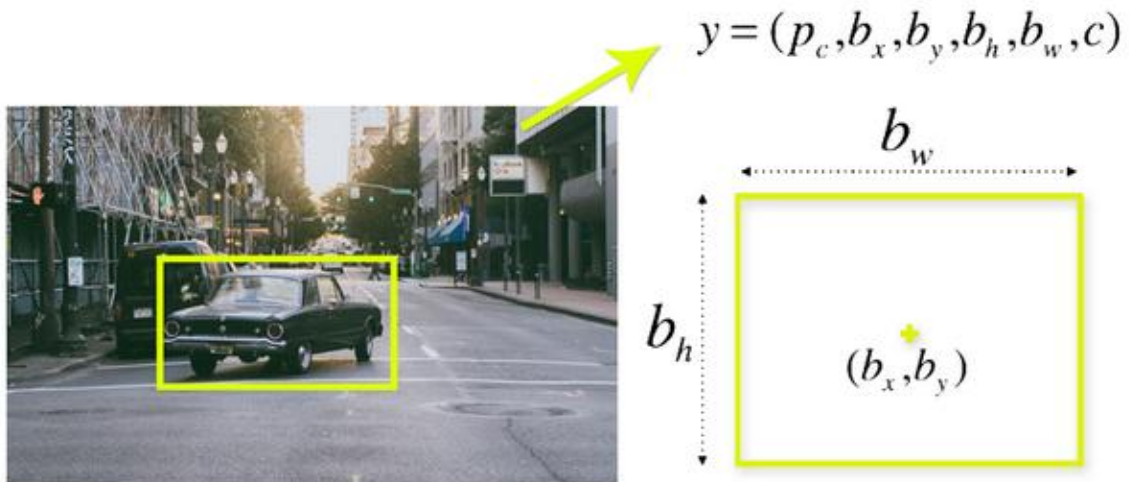 y = (p_c, b_x, b_y, b_h, b_w, c)
b_w
b_h
(b_x, b_y)